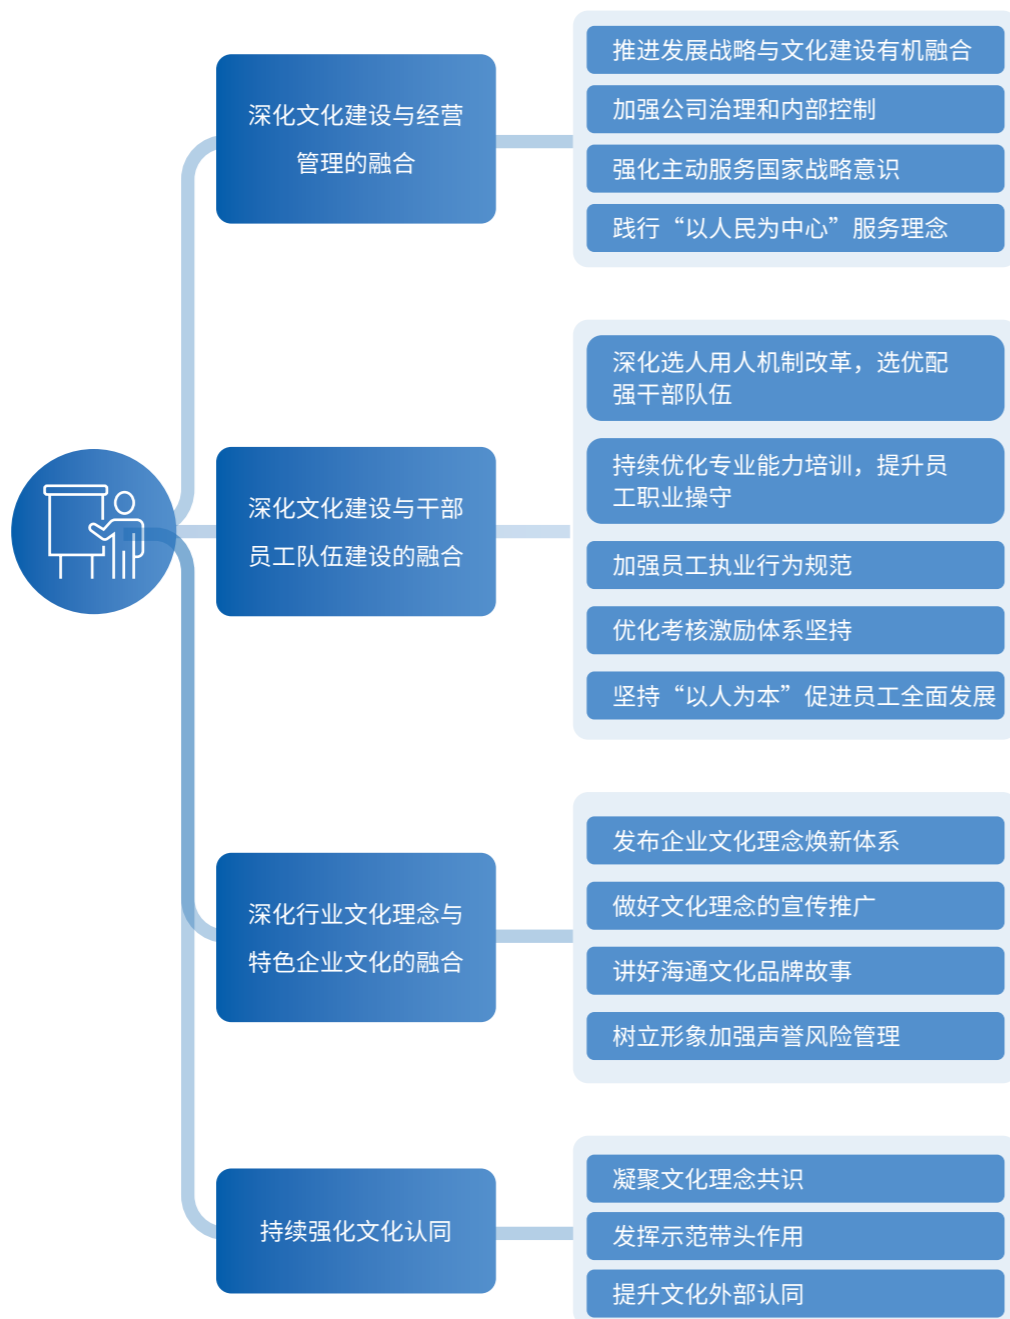 深化文化建设与经营
管理的融合
推进发展战略与文化建设有机融合
加强公司治理和内部控制
强化主动服务国家战略意识
践行“以人民为中心”服务理念
深化文化建设与干部
员工队伍建设的融合
深化选人用人机制改革，选优配
强干部队伍
持续优化专业能力培训，提升员
工职业操守
加强员工执业行为规范
优化考核激励体系坚持
坚持“以人为本”促进员工全面发展
深化行业文化理念与
特色企业文化的融合
发布企业文化理念焕新体系
做好文化理念的宣传推广
讲好海通文化品牌故事
树立形象加强声誉风险管理
持续强化文化认同
凝聚文化理念共识
发挥示范带头作用
提升文化外部认同